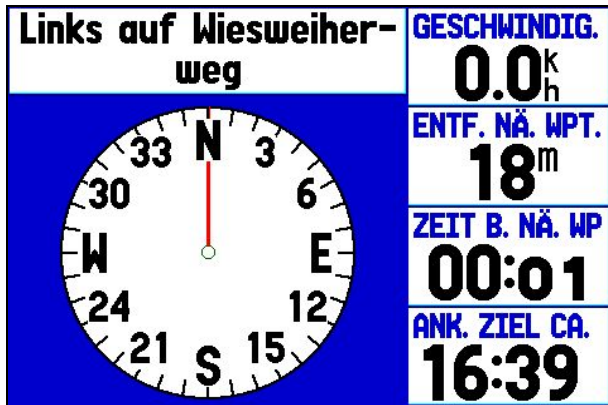 Links auf Wiesweiher-
weg
GESCHWINDIG.
0.0 kh
ENTF. NÄ. WPT.
18 m
ZEIT B. NÄ. WP
00:01
ANK. ZIEL CA.
16:39
N
33 3
30 6
W E
24 12
21 15
S